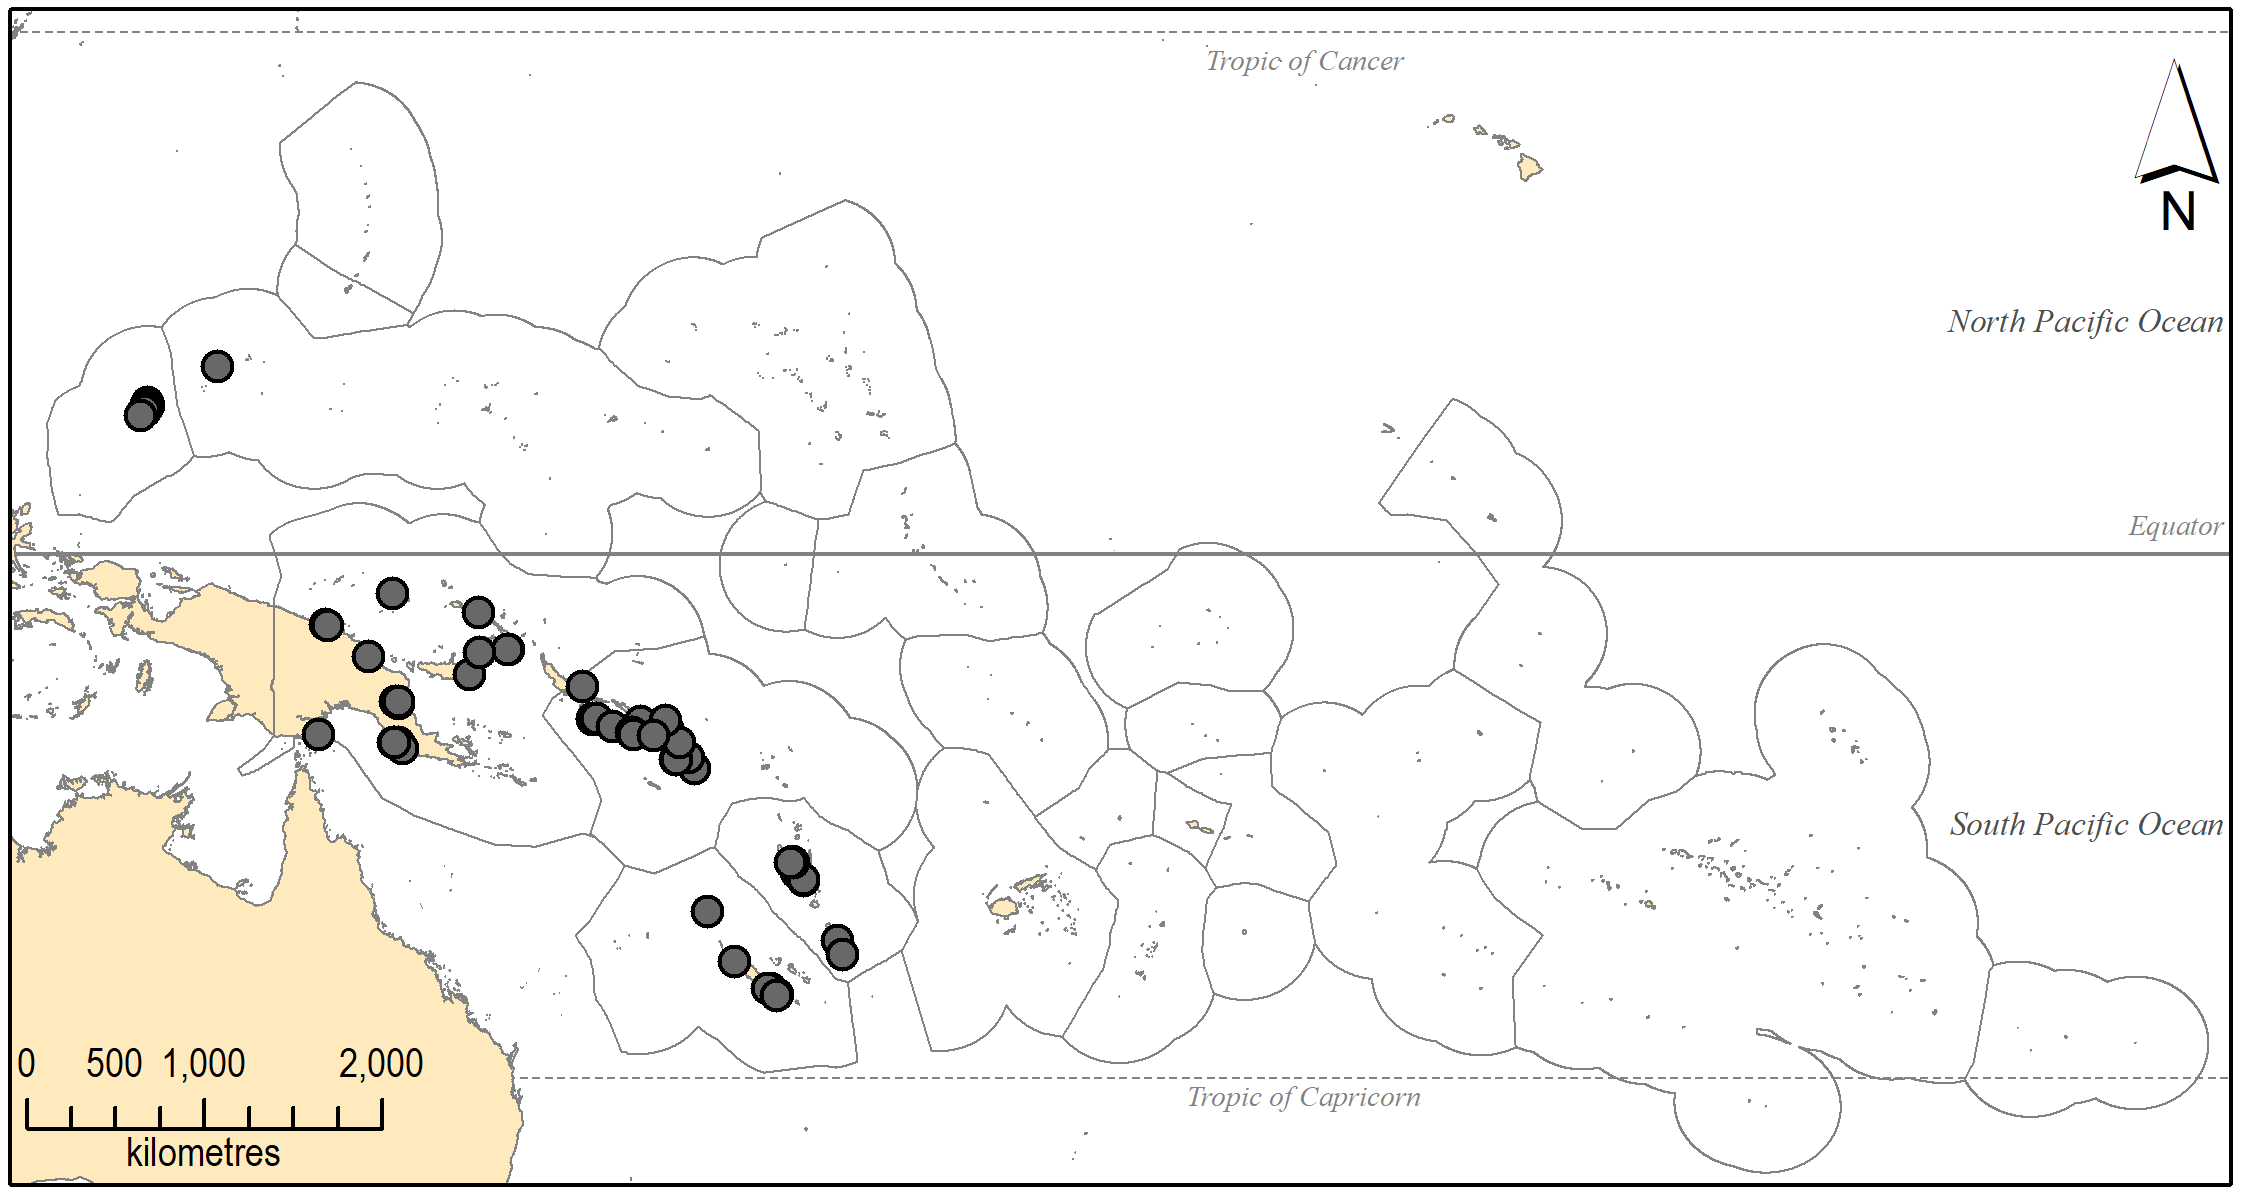 Tropic of Cancer
N
North Pacific Ocean
Equator
South Pacific Ocean
0 500 1,000 2,000
kilometres
Tropic of Capricorn